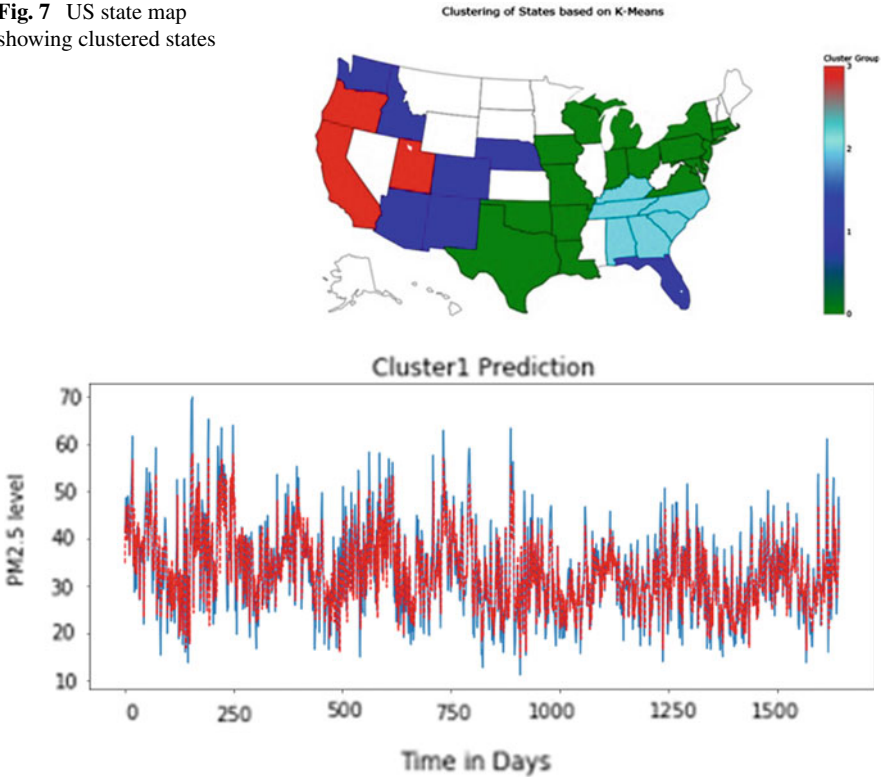 Fig. 7 US state map
showing clustered states
Clustering of States based on K-Means
Cluster Group
3
2
1
0
Cluster1 Prediction
70
60
50
40
30
20
10
PM2.5 level
0 250 500 750 1000 1250 1500
Time in Days